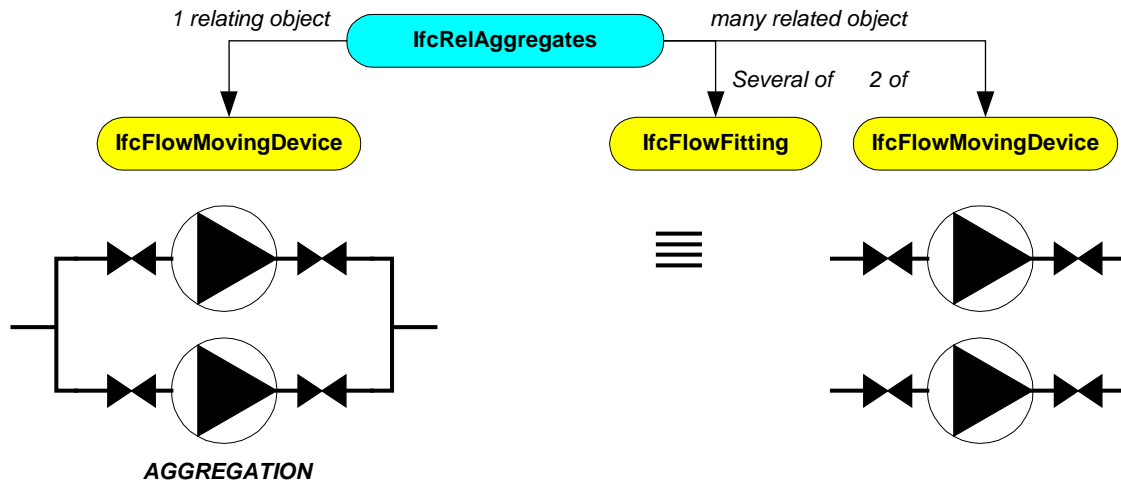 1 relating object
IfcRelAggregates
many related object
Several of 2 of
IfcFlowMovingDevice
IfcFlowFitting
IfcFlowMovingDevice
AGGREGATION